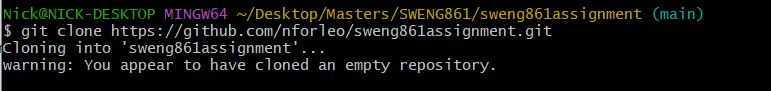 Nick@NICK-DESKTOP MINGW64 ~/Desktop/Masters/SWENG861/sweng861assignment (main)
$ git clone https://github.com/nforleo/sweng861assignment.git
Cloning into 'sweng861assignment'...
warning: You appear to have cloned an empty repository.